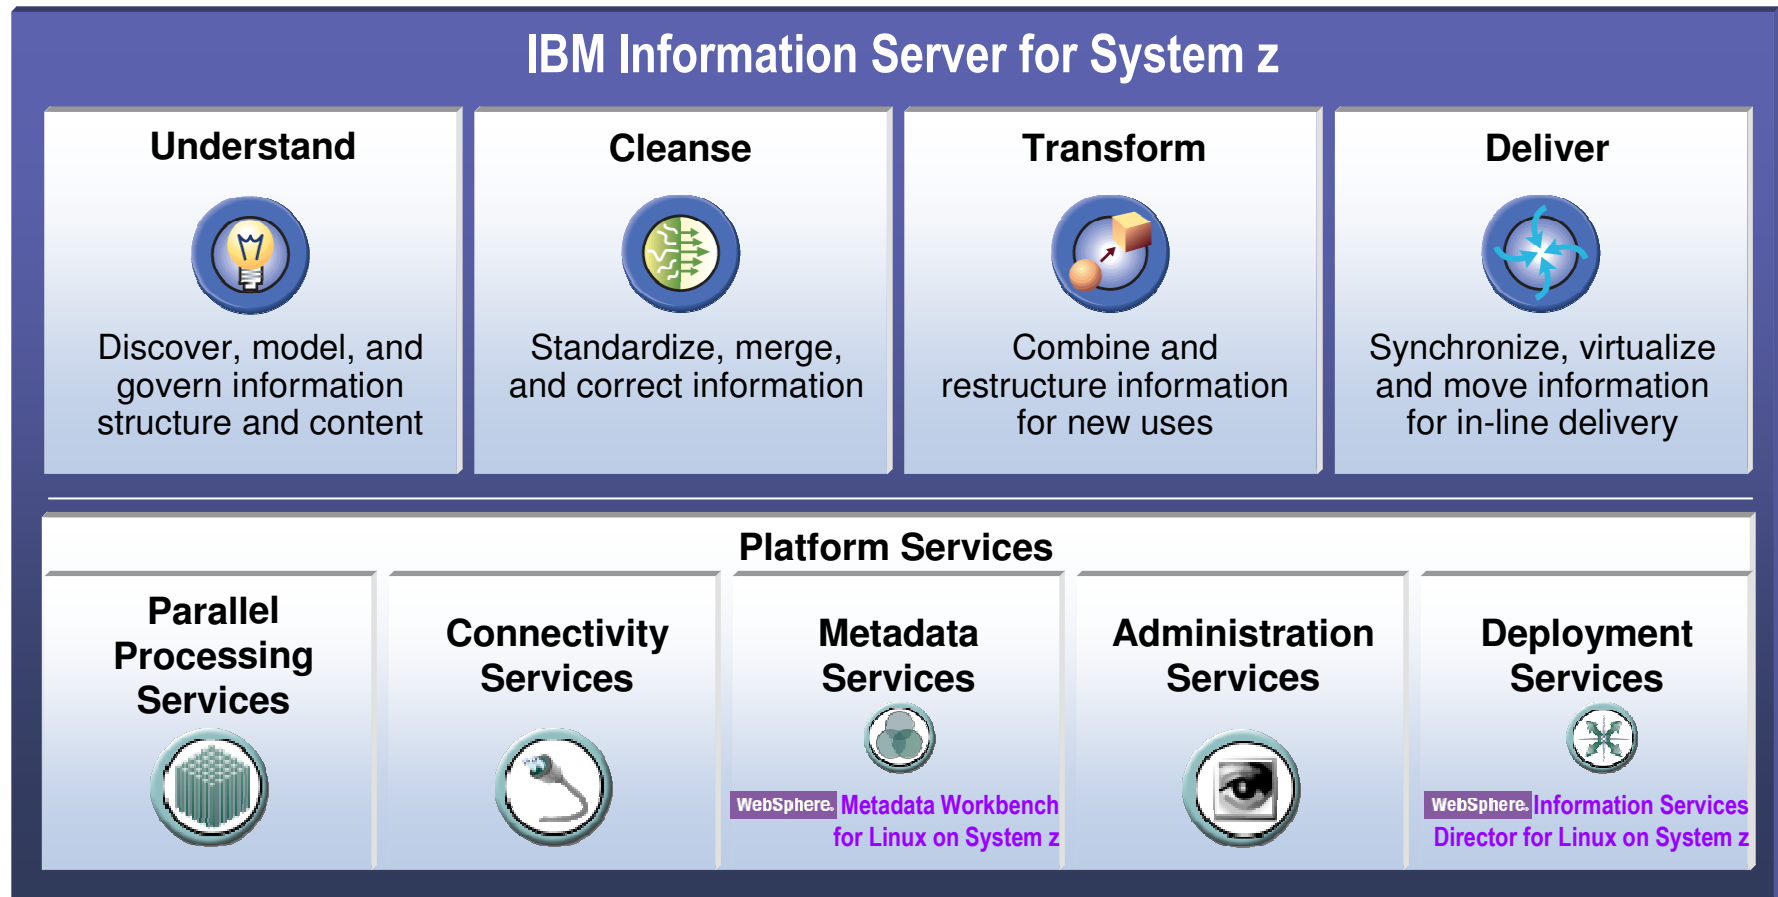 IBM Information Server for System z
Understand
Discover, model, and
govern information
structure and content
Cleanse
Standardize, merge,
and correct information
Transform
Combine and
restructure information
for new uses
Deliver
Synchronize, virtualize
and move information
for in-line delivery
Platform Services
Parallel
Processing
Services
Connectivity
Services
Metadata
Services
WebSphere. Metadata Workbench
for Linux on System z
Administration
Services
Deployment
Services
WebSphere. Information Services
Director for Linux on System z